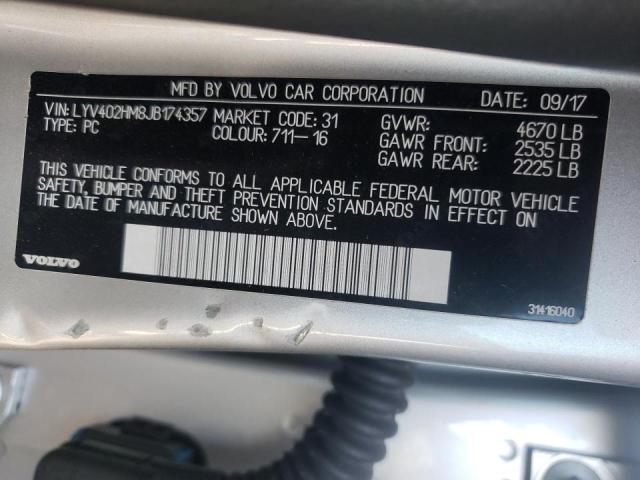 MFD BY VOLVO CAR CORPORATION DATE: 09/17
VIN: LYV402HM8JB174357 MARKET CODE: 31 GVWR: 4670 LB
TYPE: PC COLOUR: 711-16 GAWR FRONT: 2535 LB
GAWR REAR: 2225 LB
THIS VEHICLE CONFORMS TO ALL APPLICABLE FEDERAL MOTOR VEHICLE
SAFETY, BUMPER AND THEFT PREVENTION STANDARDS IN EFFECT ON
THE DATE OF MANUFACTURE SHOWN ABOVE.
VOLVO
31416040